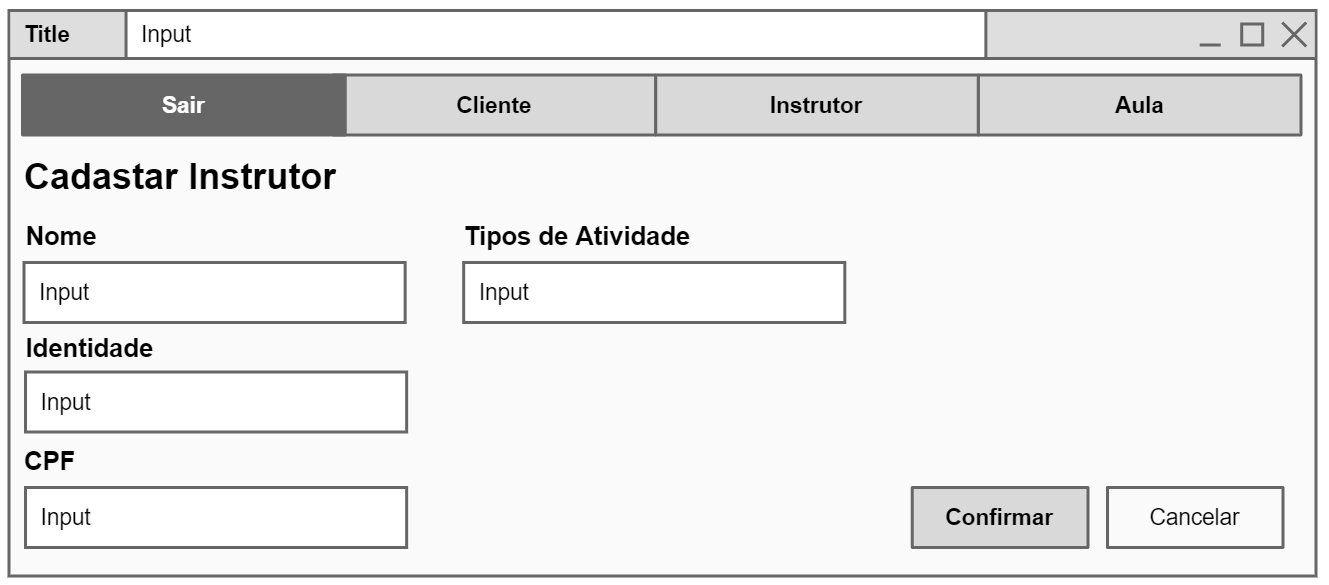 Title Input
Sair Cliente Instrutor Aula
Cadastar Instrutor
Nome Tipos de Atividade
Input Input
Identidade
Input
CPF
Input Confirmar Cancelar